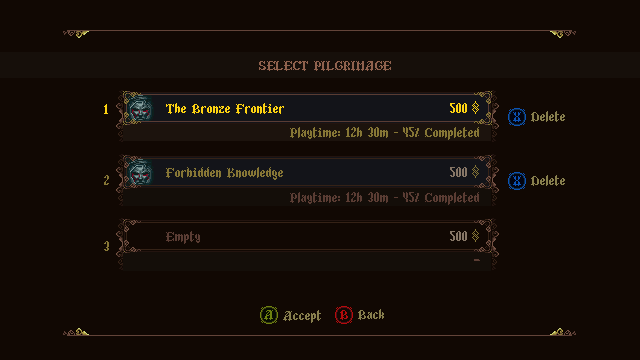 SELECT PILGRIMAGE
1 The Bronze Frontier 500
X Delete
Playtime: 12h 30m - 45% Completed
2 Forbidden Knowledge 500
X Delete
Playtime: 12h 30m - 45% Completed
3 Empty 500
-
A Accept B Back